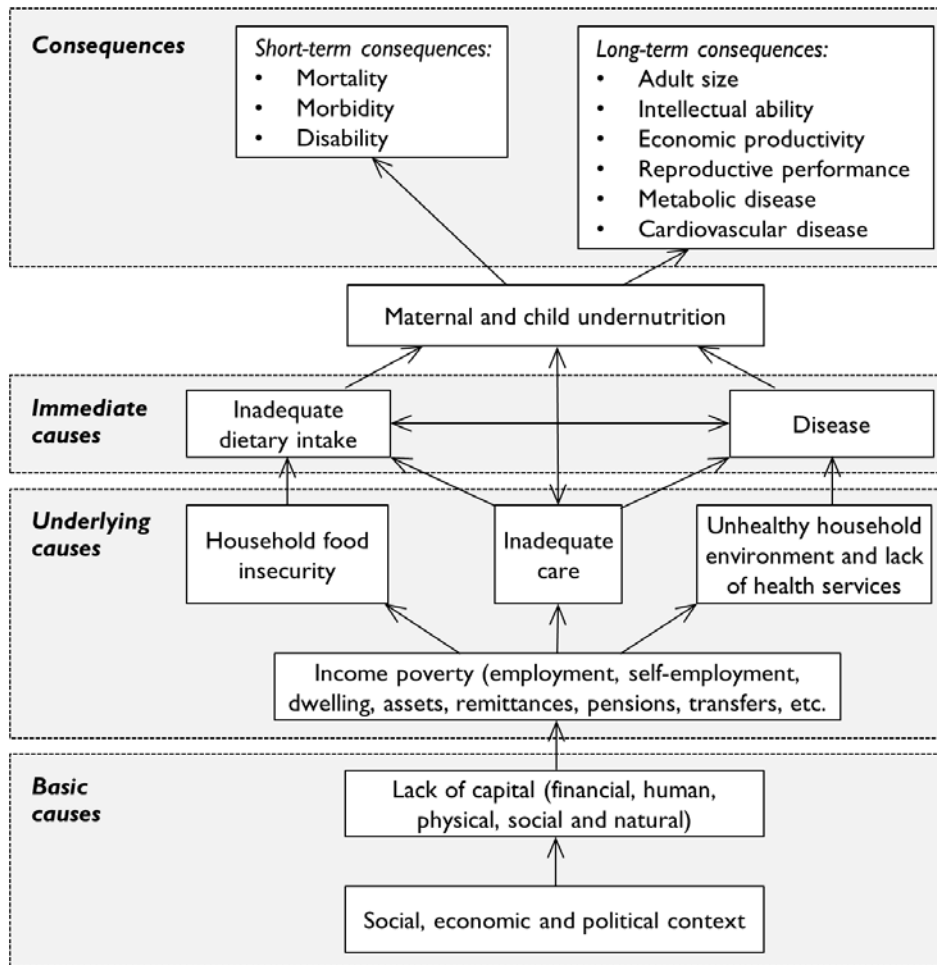 Consequences
Short-term consequences:
• Mortality
• Morbidity
• Disability
Long-term consequences:
• Adult size
• Intellectual ability
• Economic productivity
• Reproductive performance
• Metabolic disease
• Cardiovascular disease
Maternal and child undernutrition
Immediate
causes
Inadequate
dietary intake
Disease
Underlying
causes
Household food
insecurity
Inadequate
care
Unhealthy household
environment and lack
of health services
Income poverty (employment, self-employment,
dwelling, assets, remittances, pensions, transfers, etc.
Basic
causes
Lack of capital (financial, human,
physical, social and natural)
Social, economic and political context